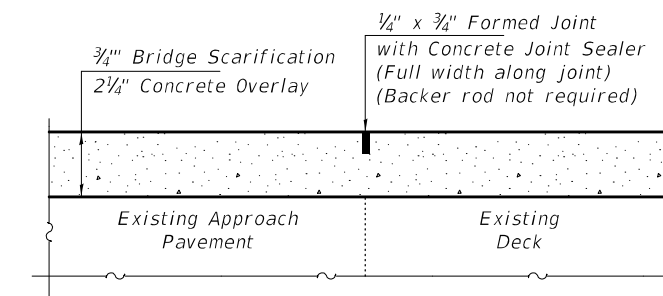 ¼" x ¾" Formed Joint
with Concrete Joint Sealer
(Full width along joint)
(Backer rod not required)
¾'" Bridge Scarification
2¼" Concrete Overlay
Existing Approach
Pavement
Existing
Deck